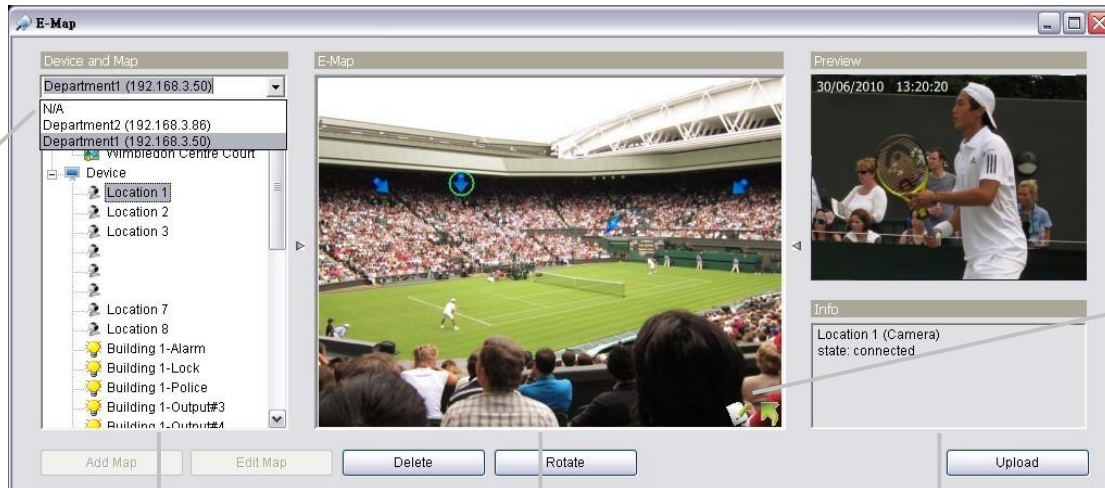 E-Map
Device and Map
Department1 (192.168.3.50)
N/A
Department2 (192.168.3.86)
Department1 (192.168.3.50)
Wimbledon Centre Court
Device
Location 1
Location 2
Location 3
Location 7
Location 8
Building 1-Alarm
Building 1-Lock
Building 1-Police
Building 1-Output#3
Building 1-Output#4
E-Map
Preview
30/06/2010 13:20:20
Info
Location 1 (Camera)
state: connected
Add Map
Edit Map
Delete
Rotate
Upload